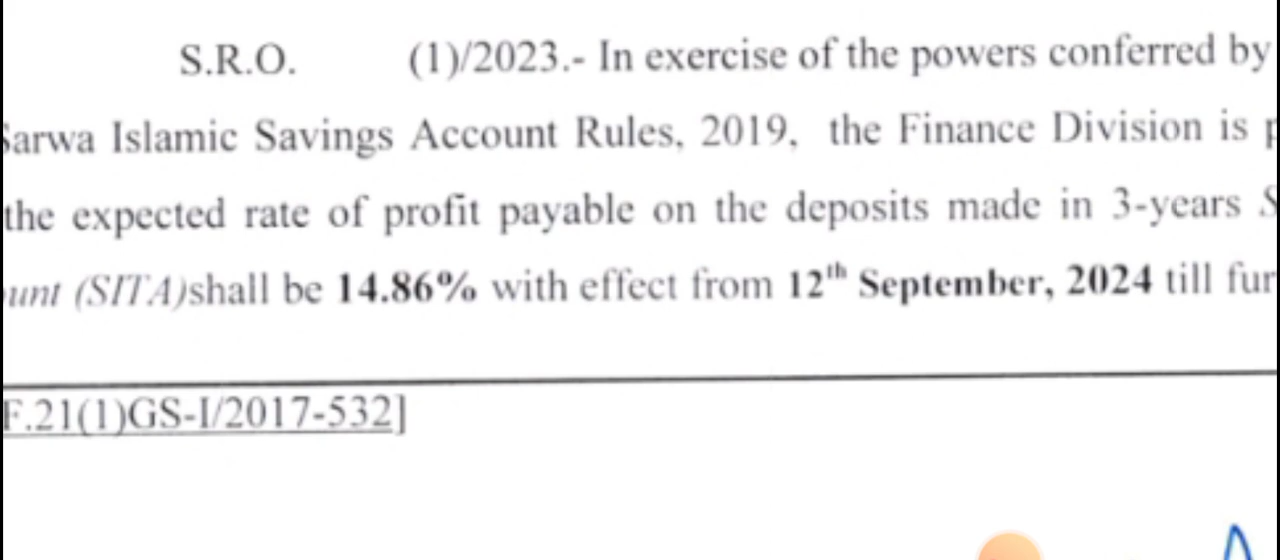 S.R.O. (1)/2023.- In exercise of the powers conferred by
Sarwa Islamic Savings Account Rules, 2019, the Finance Division is p
the expected rate of profit payable on the deposits made in 3-years S
unt (SITA)shall be 14.86% with effect from 12th September, 2024 till fur
F.21(1)GS-I/2017-532]